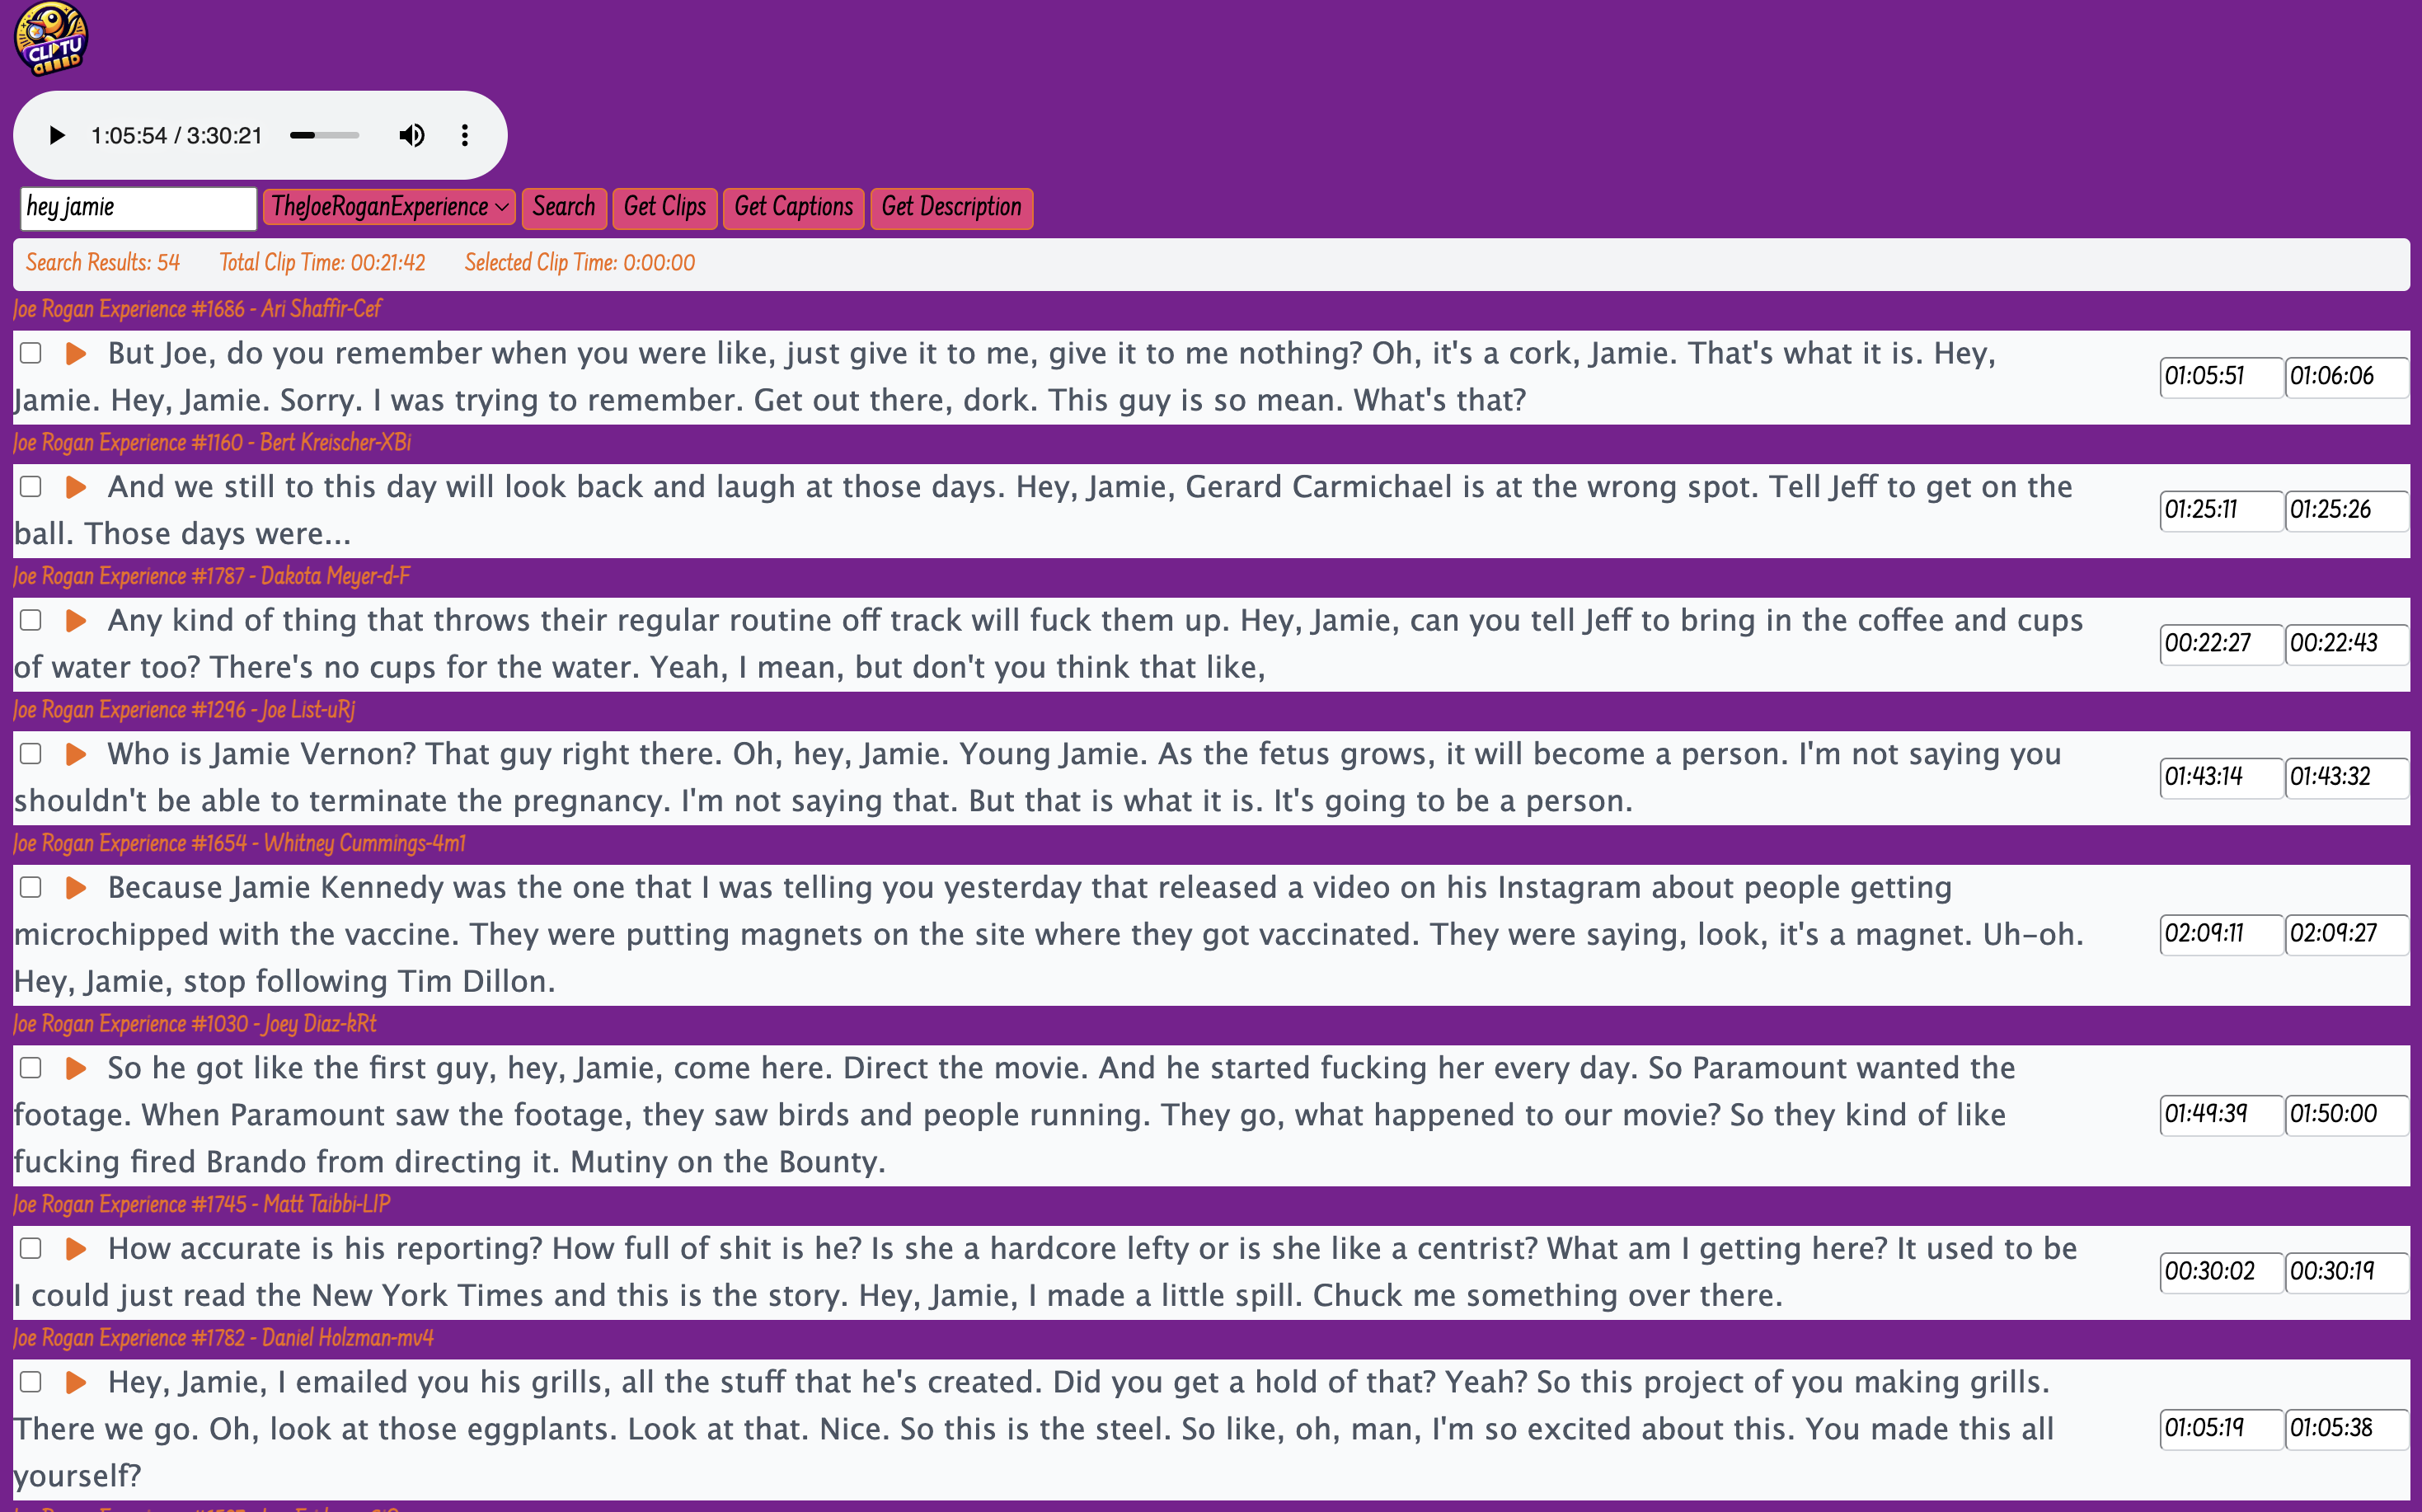 CLIPTU
1:05:54 / 3:30:21
hey jamie TheJoeRoganExperience Search Get Clips Get Captions Get Description
Search Results: 54 Total Clip Time: 00:21:42 Selected Clip Time: 0:00:00
Joe Rogan Experience #1686 - Ari Shaffir-Cef
But Joe, do you remember when you were like, just give it to me, give it to me nothing? Oh, it's a cork, Jamie. That's what it is. Hey,
Jamie. Hey, Jamie. Sorry. I was trying to remember. Get out there, dork. This guy is so mean. What's that?
01:05:51 01:06:06
Joe Rogan Experience #1160 - Bert Kreischer-XBi
And we still to this day will look back and laugh at those days. Hey, Jamie, Gerard Carmichael is at the wrong spot. Tell Jeff to get on the
ball. Those days were...
01:25:11 01:25:26
Joe Rogan Experience #1787 - Dakota Meyer-d-F
Any kind of thing that throws their regular routine off track will fuck them up. Hey, Jamie, can you tell Jeff to bring in the coffee and cups
of water too? There's no cups for the water. Yeah, I mean, but don't you think that like,
00:22:27 00:22:43
Joe Rogan Experience #1296 - Joe List-uRj
Who is Jamie Vernon? That guy right there. Oh, hey, Jamie. Young Jamie. As the fetus grows, it will become a person. I'm not saying you
shouldn't be able to terminate the pregnancy. I'm not saying that. But that is what it is. It's going to be a person.
01:43:14 01:43:32
Joe Rogan Experience #1654 - Whitney Cummings-4m1
Because Jamie Kennedy was the one that I was telling you yesterday that released a video on his Instagram about people getting
microchipped with the vaccine. They were putting magnets on the site where they got vaccinated. They were saying, look, it's a magnet. Uh-oh.
Hey, Jamie, stop following Tim Dillon.
02:09:11 02:09:27
Joe Rogan Experience #1030 - Joey Diaz-kRt
So he got like the first guy, hey, Jamie, come here. Direct the movie. And he started fucking her every day. So Paramount wanted the
footage. When Paramount saw the footage, they saw birds and people running. They go, what happened to our movie? So they kind of like
fucking fired Brando from directing it. Mutiny on the Bounty.
01:49:39 01:50:00
Joe Rogan Experience #1745 - Matt Taibbi-LIP
How accurate is his reporting? How full of shit is he? Is she a hardcore lefty or is she like a centrist? What am I getting here? It used to be
I could just read the New York Times and this is the story. Hey, Jamie, I made a little spill. Chuck me something over there.
00:30:02 00:30:19
Joe Rogan Experience #1782 - Daniel Holzman-mv4
Hey, Jamie, I emailed you his grills, all the stuff that he's created. Did you get a hold of that? Yeah? So this project of you making grills.
There we go. Oh, look at those eggplants. Look at that. Nice. So this is the steel. So like, oh, man, I'm so excited about this. You made this all
yourself?
01:05:19 01:05:38